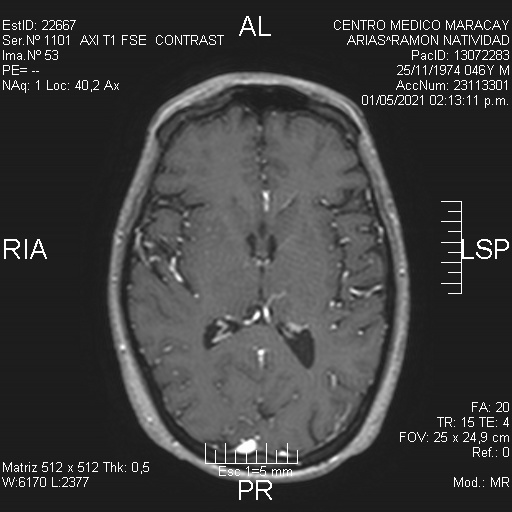 EstID: 22667
Ser.Nº 1101 AXI T1 FSE CONTRAST
Ima.Nº 53
PE= --
NAq: 1 Loc: 40,2 Ax
AL
CENTRO MEDICO MARACAY
ARIAS^RAMON NATIVIDAD
PacID: 13072283
25/11/1974 046Y M
AccNum: 23113301
01/05/2021 02:13:11 p.m.
RIA
LSP
FA: 20
TR: 15 TE: 4
FOV: 25 x 24,9 cm
Ref.: 0
Matriz 512 x 512 Thk: 0,5
W:6170 L:2377
Esc 1=5 mm
PR
Mod.: MR